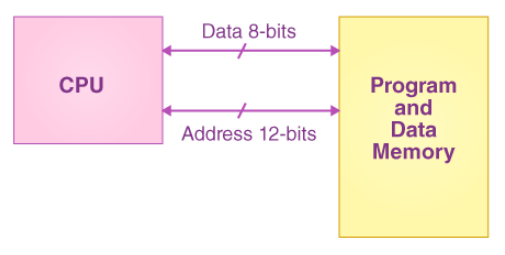 Data 8-bits
CPU
Address 12-bits
Program
and
Data
Memory